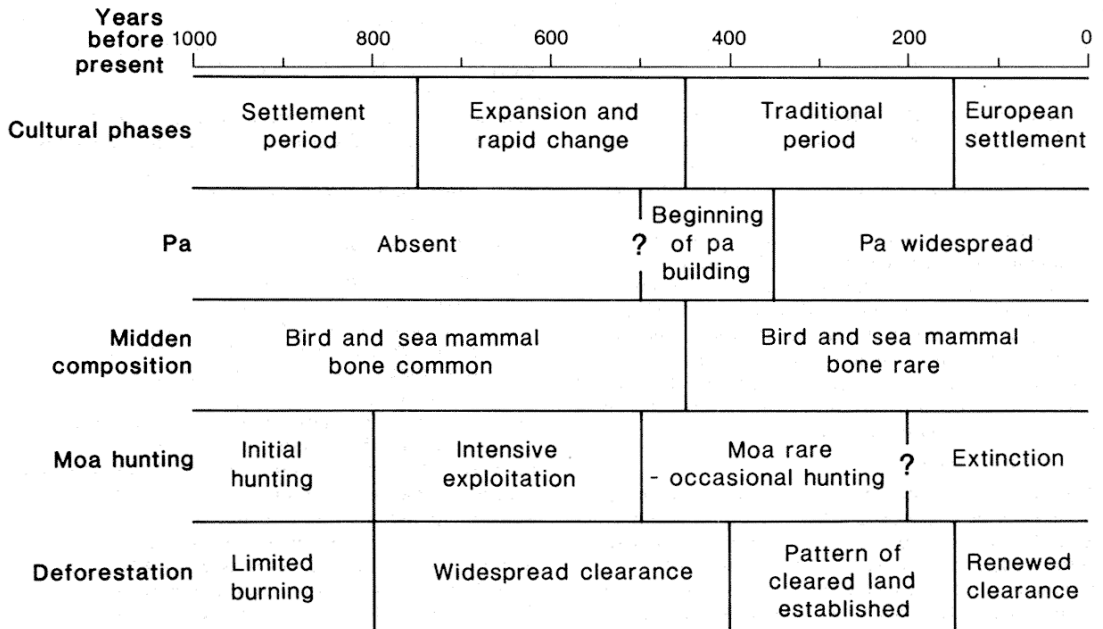 Years
before
present
1000 800 600 400 200 0
Cultural phases
Settlement
period
Expansion and
rapid change
Traditional
period
European
settlement
Pa
Absent
?
Beginning
of pa
building
Pa widespread
Midden
composition
Bird and sea mammal
bone common
Bird and sea mammal
bone rare
Moa hunting
Initial
hunting
Intensive
exploitation
Moa rare
- occasional hunting
?
Extinction
Deforestation
Limited
burning
Widespread clearance
Pattern of
cleared land
established
Renewed
clearance